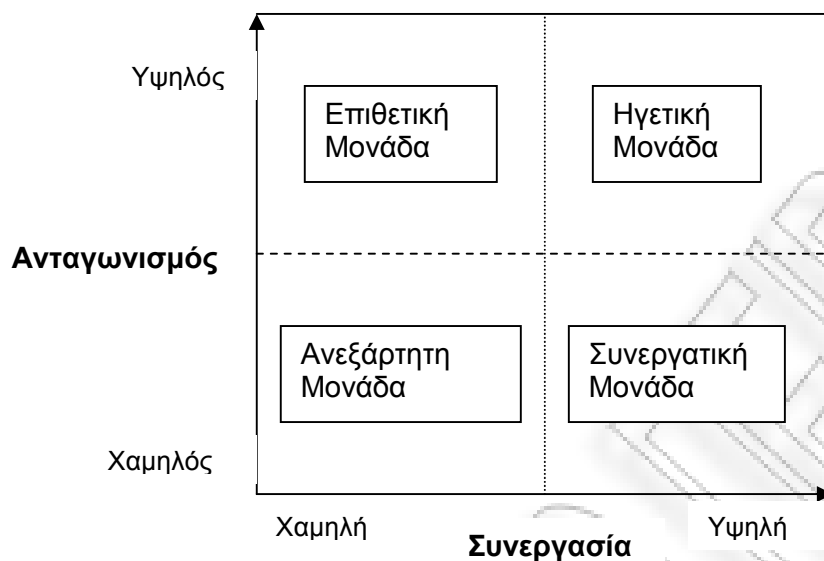 Υψηλός
Επιθετική
Μονάδα
Ηγετική
Μονάδα
Ανταγωνισμός
Ανεξάρτητη
Μονάδα
Συνεργατική
Μονάδα
Χαμηλός
Χαμηλή
Υψηλή
Συνεργασία